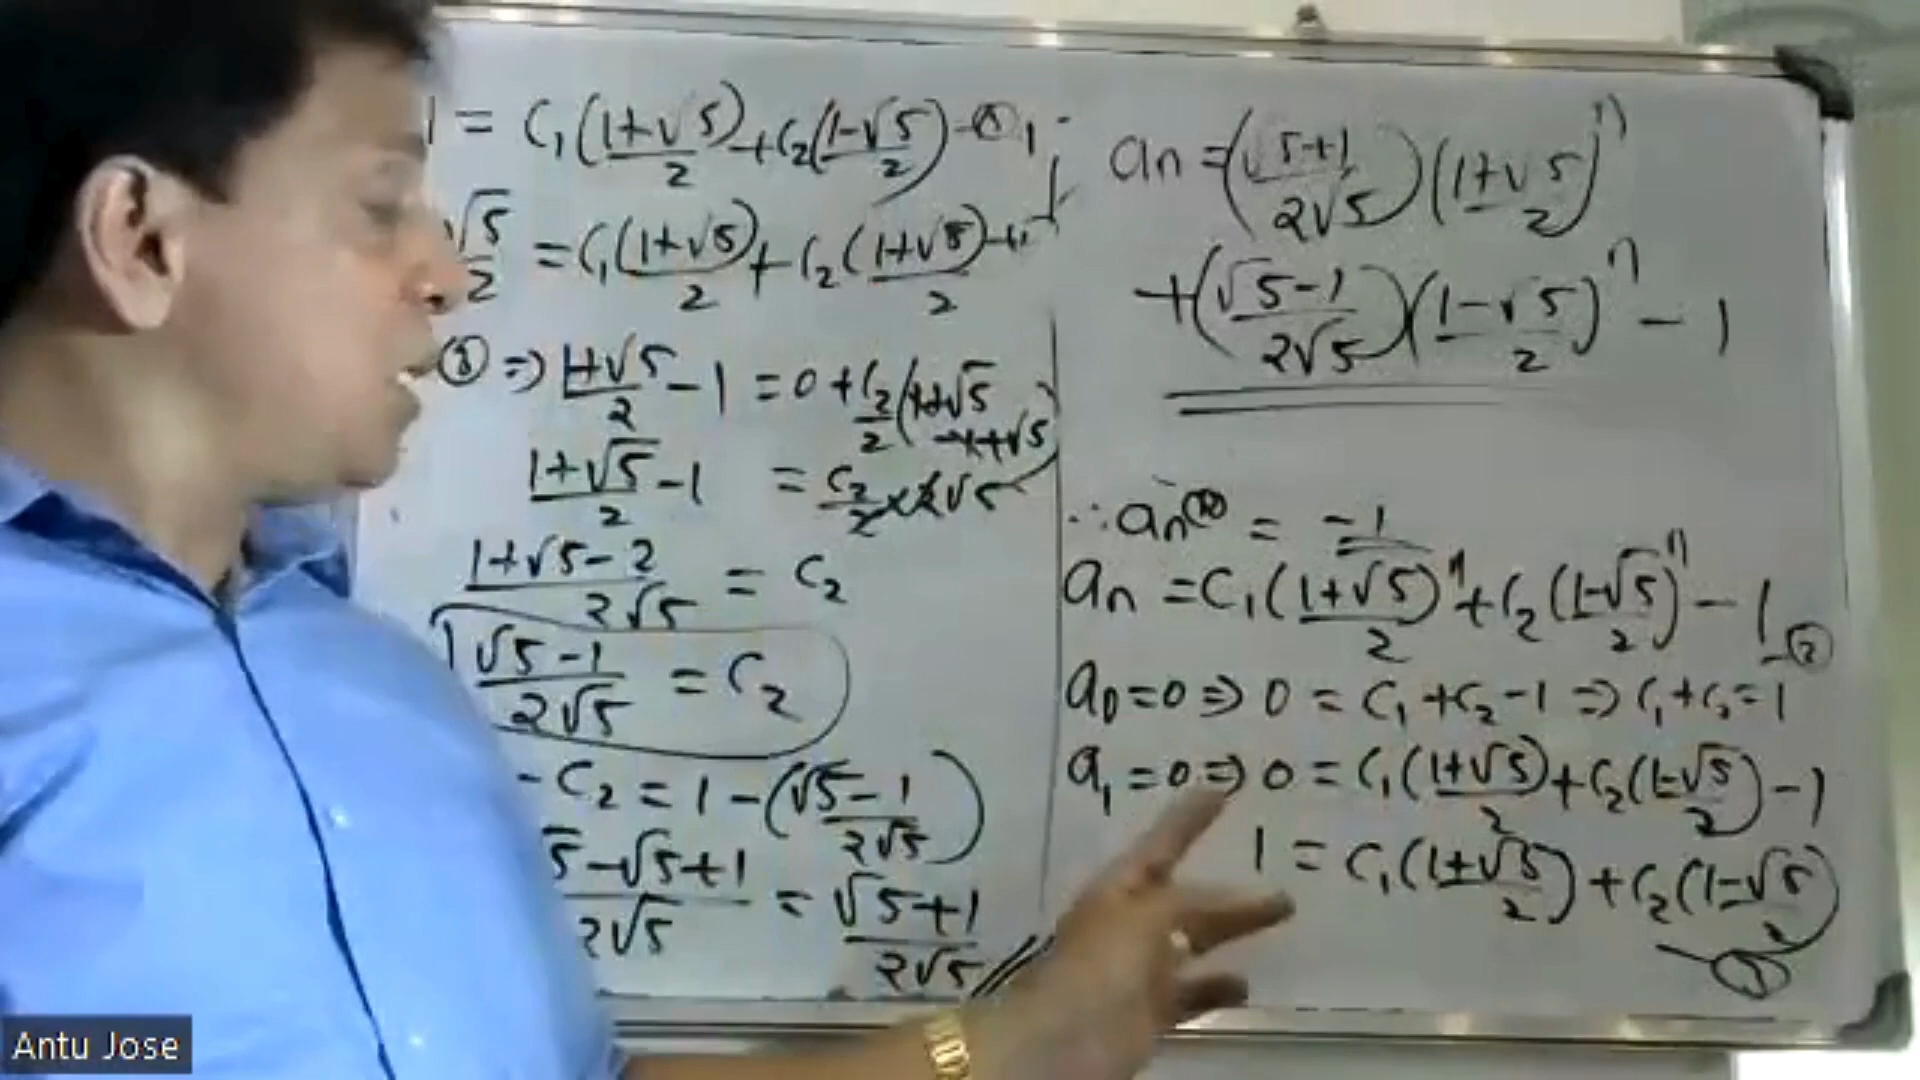 1 = C₁(1+√5/2) + C₂(1-√5/2) - ①
√5/2 = C₁(1+√5/2) + C₂(1+√5/2)
③ ⇒ 1+√5/2 - 1 = 0 + C₂/2(1+√5 -1+√5)
1+√5/2 - 1 = C₂/2 × 2√5
1+√5-2/2√5 = C₂
√5-1/2√5 = C₂
- C₂ = 1 - (√5-1/2√5)
√5-√5+1/2√5 = √5+1/2√5
an = (√5+1/2√5)(1+√5/2)ⁿ
+ (√5-1/2√5)(1-√5/2)ⁿ - 1
∴ an = -1
an = C₁(1+√5/2)ⁿ + C₂(1-√5/2)ⁿ - 1 - ②
a₀ = 0 ⇒ 0 = C₁ + C₂ - 1 ⇒ C₁ + C₂ = 1
a₁ = 0 ⇒ 0 = C₁(1+√5/2) + C₂(1-√5/2) - 1
1 = C₁(1+√5/2) + C₂(1-√5/2)
Antu Jose